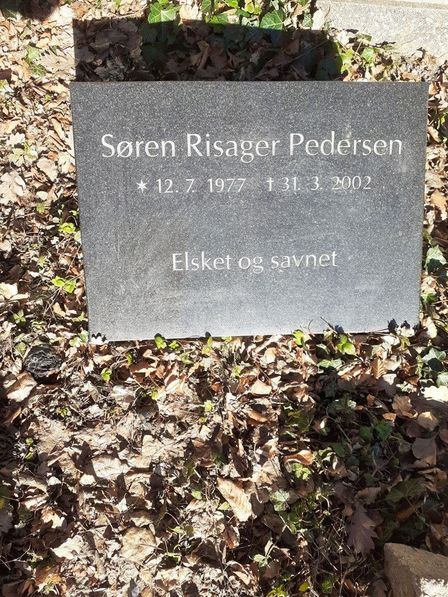 Søren Risager Pedersen
✶ 12. 7. 1977 † 31. 3. 2002
Elsket og savnet